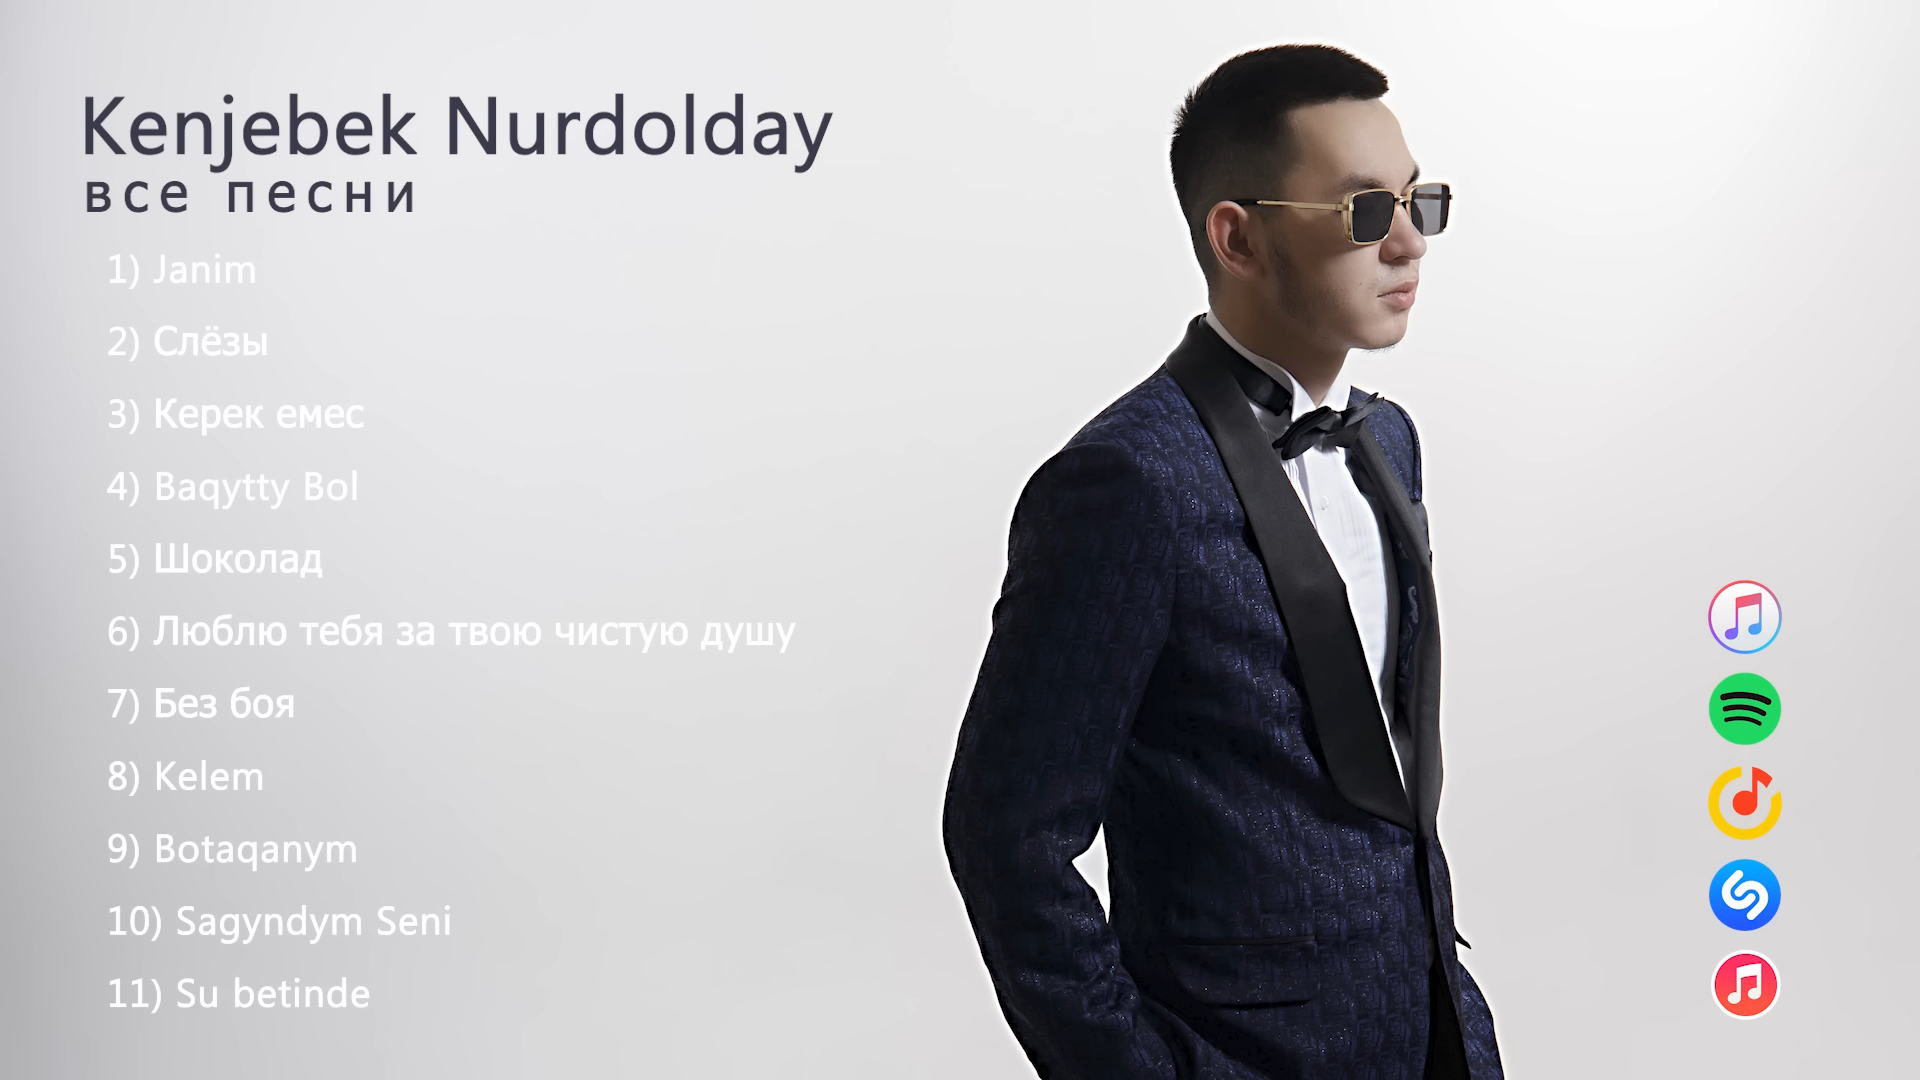 Kenjebek Nurdolday
все песни
1) Janim
2) Слёзы
3) Керек емес
4) Baqytty Bol
5) Шоколад
6) Люблю тебя за твою чистую душу
7) Без боя
8) Kelem
9) Botaqanym
10) Sagyndym Seni
11) Su betinde